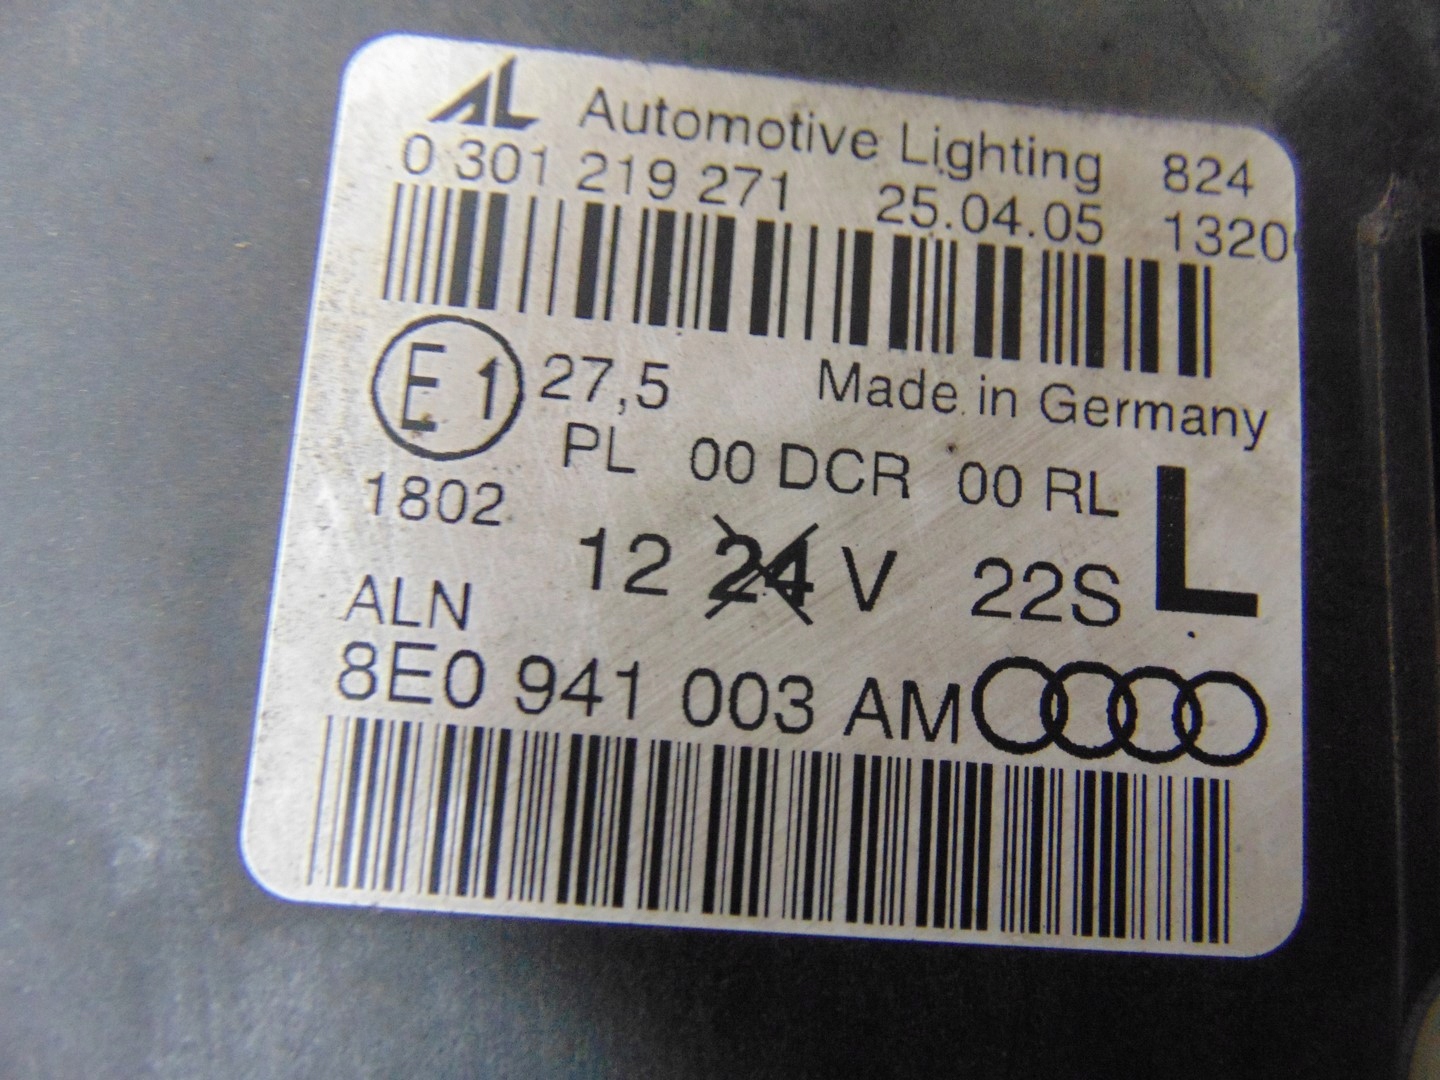 AL Automotive Lighting 824
0 301 219 271 25.04.05 1320
E1 27,5 Made in Germany
PL 00 DCR 00 RL
1802
12 24 V 22S L
ALN
8E0 941 003 AM